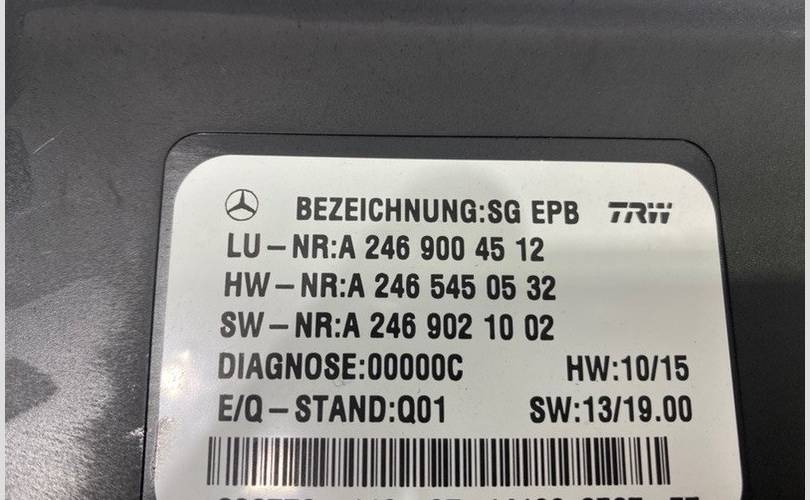 BEZEICHNUNG:SG EPB TRW
LU-NR:A 246 900 45 12
HW-NR:A 246 545 05 32
SW-NR:A 246 902 10 02
DIAGNOSE:00000C HW:10/15
E/Q-STAND:Q01 SW:13/19.00